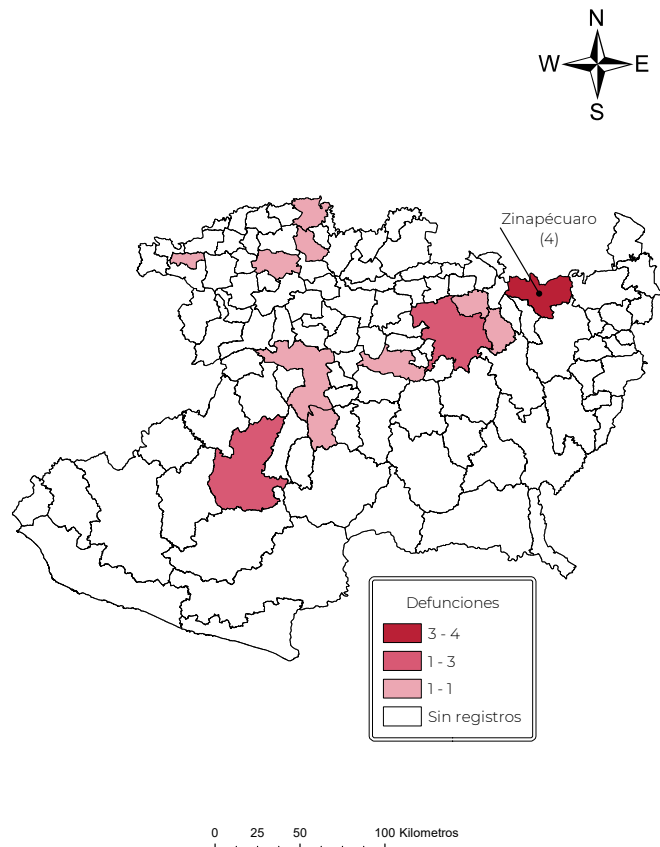 N
W E
S
Zinapécuaro
(4)
Defunciones
3 - 4
1 - 3
1 - 1
Sin registros
0 25 50 100 Kilometros